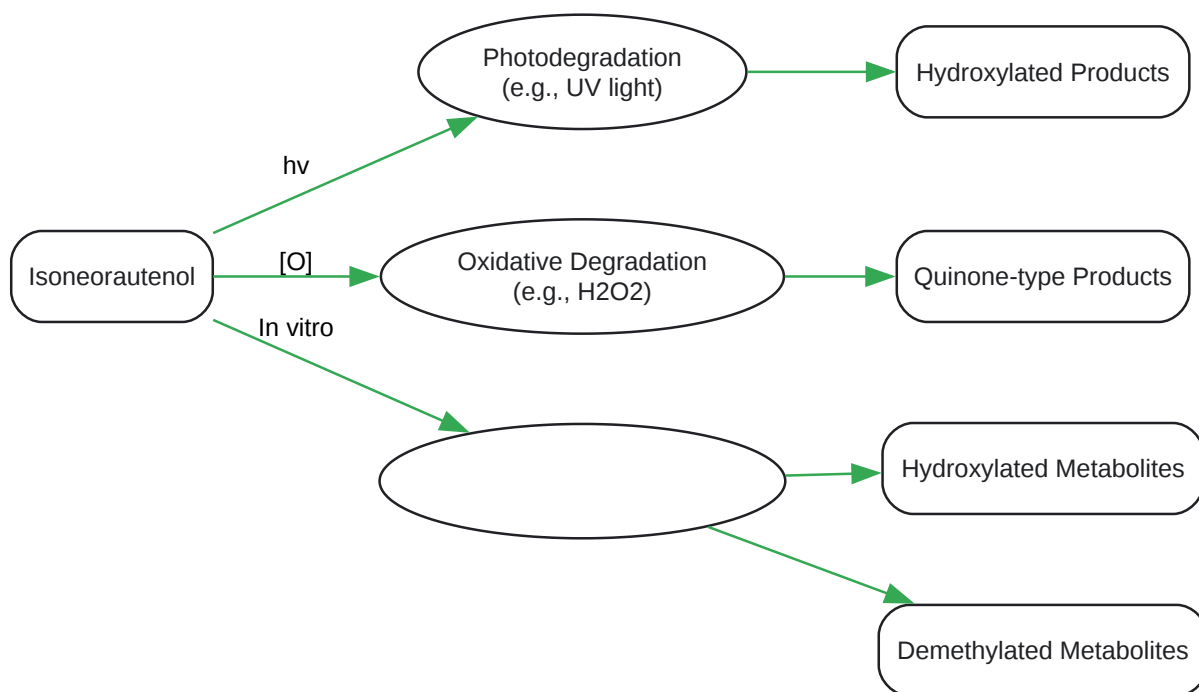 Photodegradation
(e.g., UV light)
Hydroxylated Products
hv
Isoneorautenol
[O]
Oxidative Degradation
(e.g., H2O2)
Quinone-type Products
In vitro
Hydroxylated Metabolites
Demethylated Metabolites